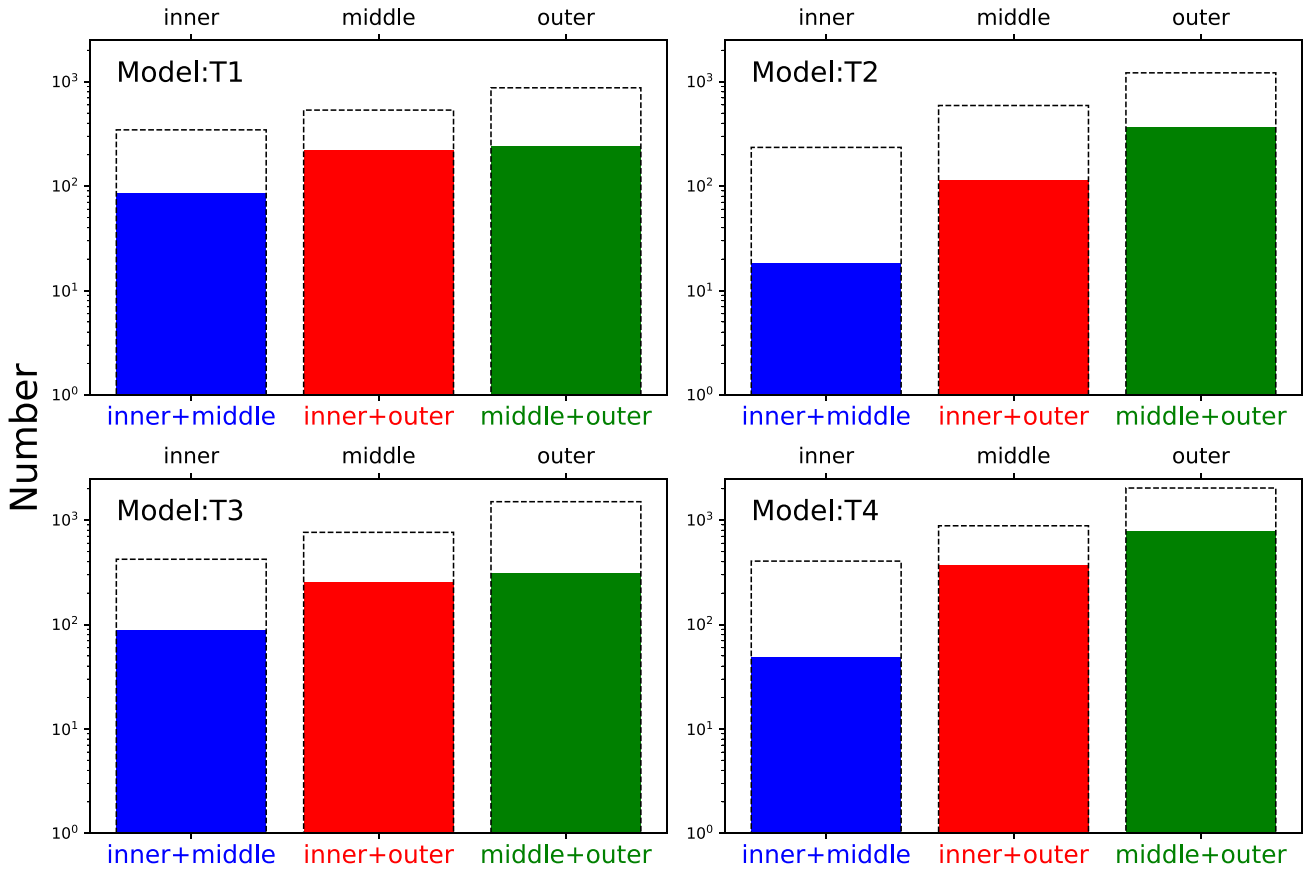 inner middle outer
Model:T1
10³
10²
10¹
10⁰
inner+middle inner+outer middle+outer
inner middle outer
Model:T2
10³
10²
10¹
10⁰
inner+middle inner+outer middle+outer
Number
inner middle outer
Model:T3
10³
10²
10¹
10⁰
inner+middle inner+outer middle+outer
inner middle outer
Model:T4
10³
10²
10¹
10⁰
inner+middle inner+outer middle+outer